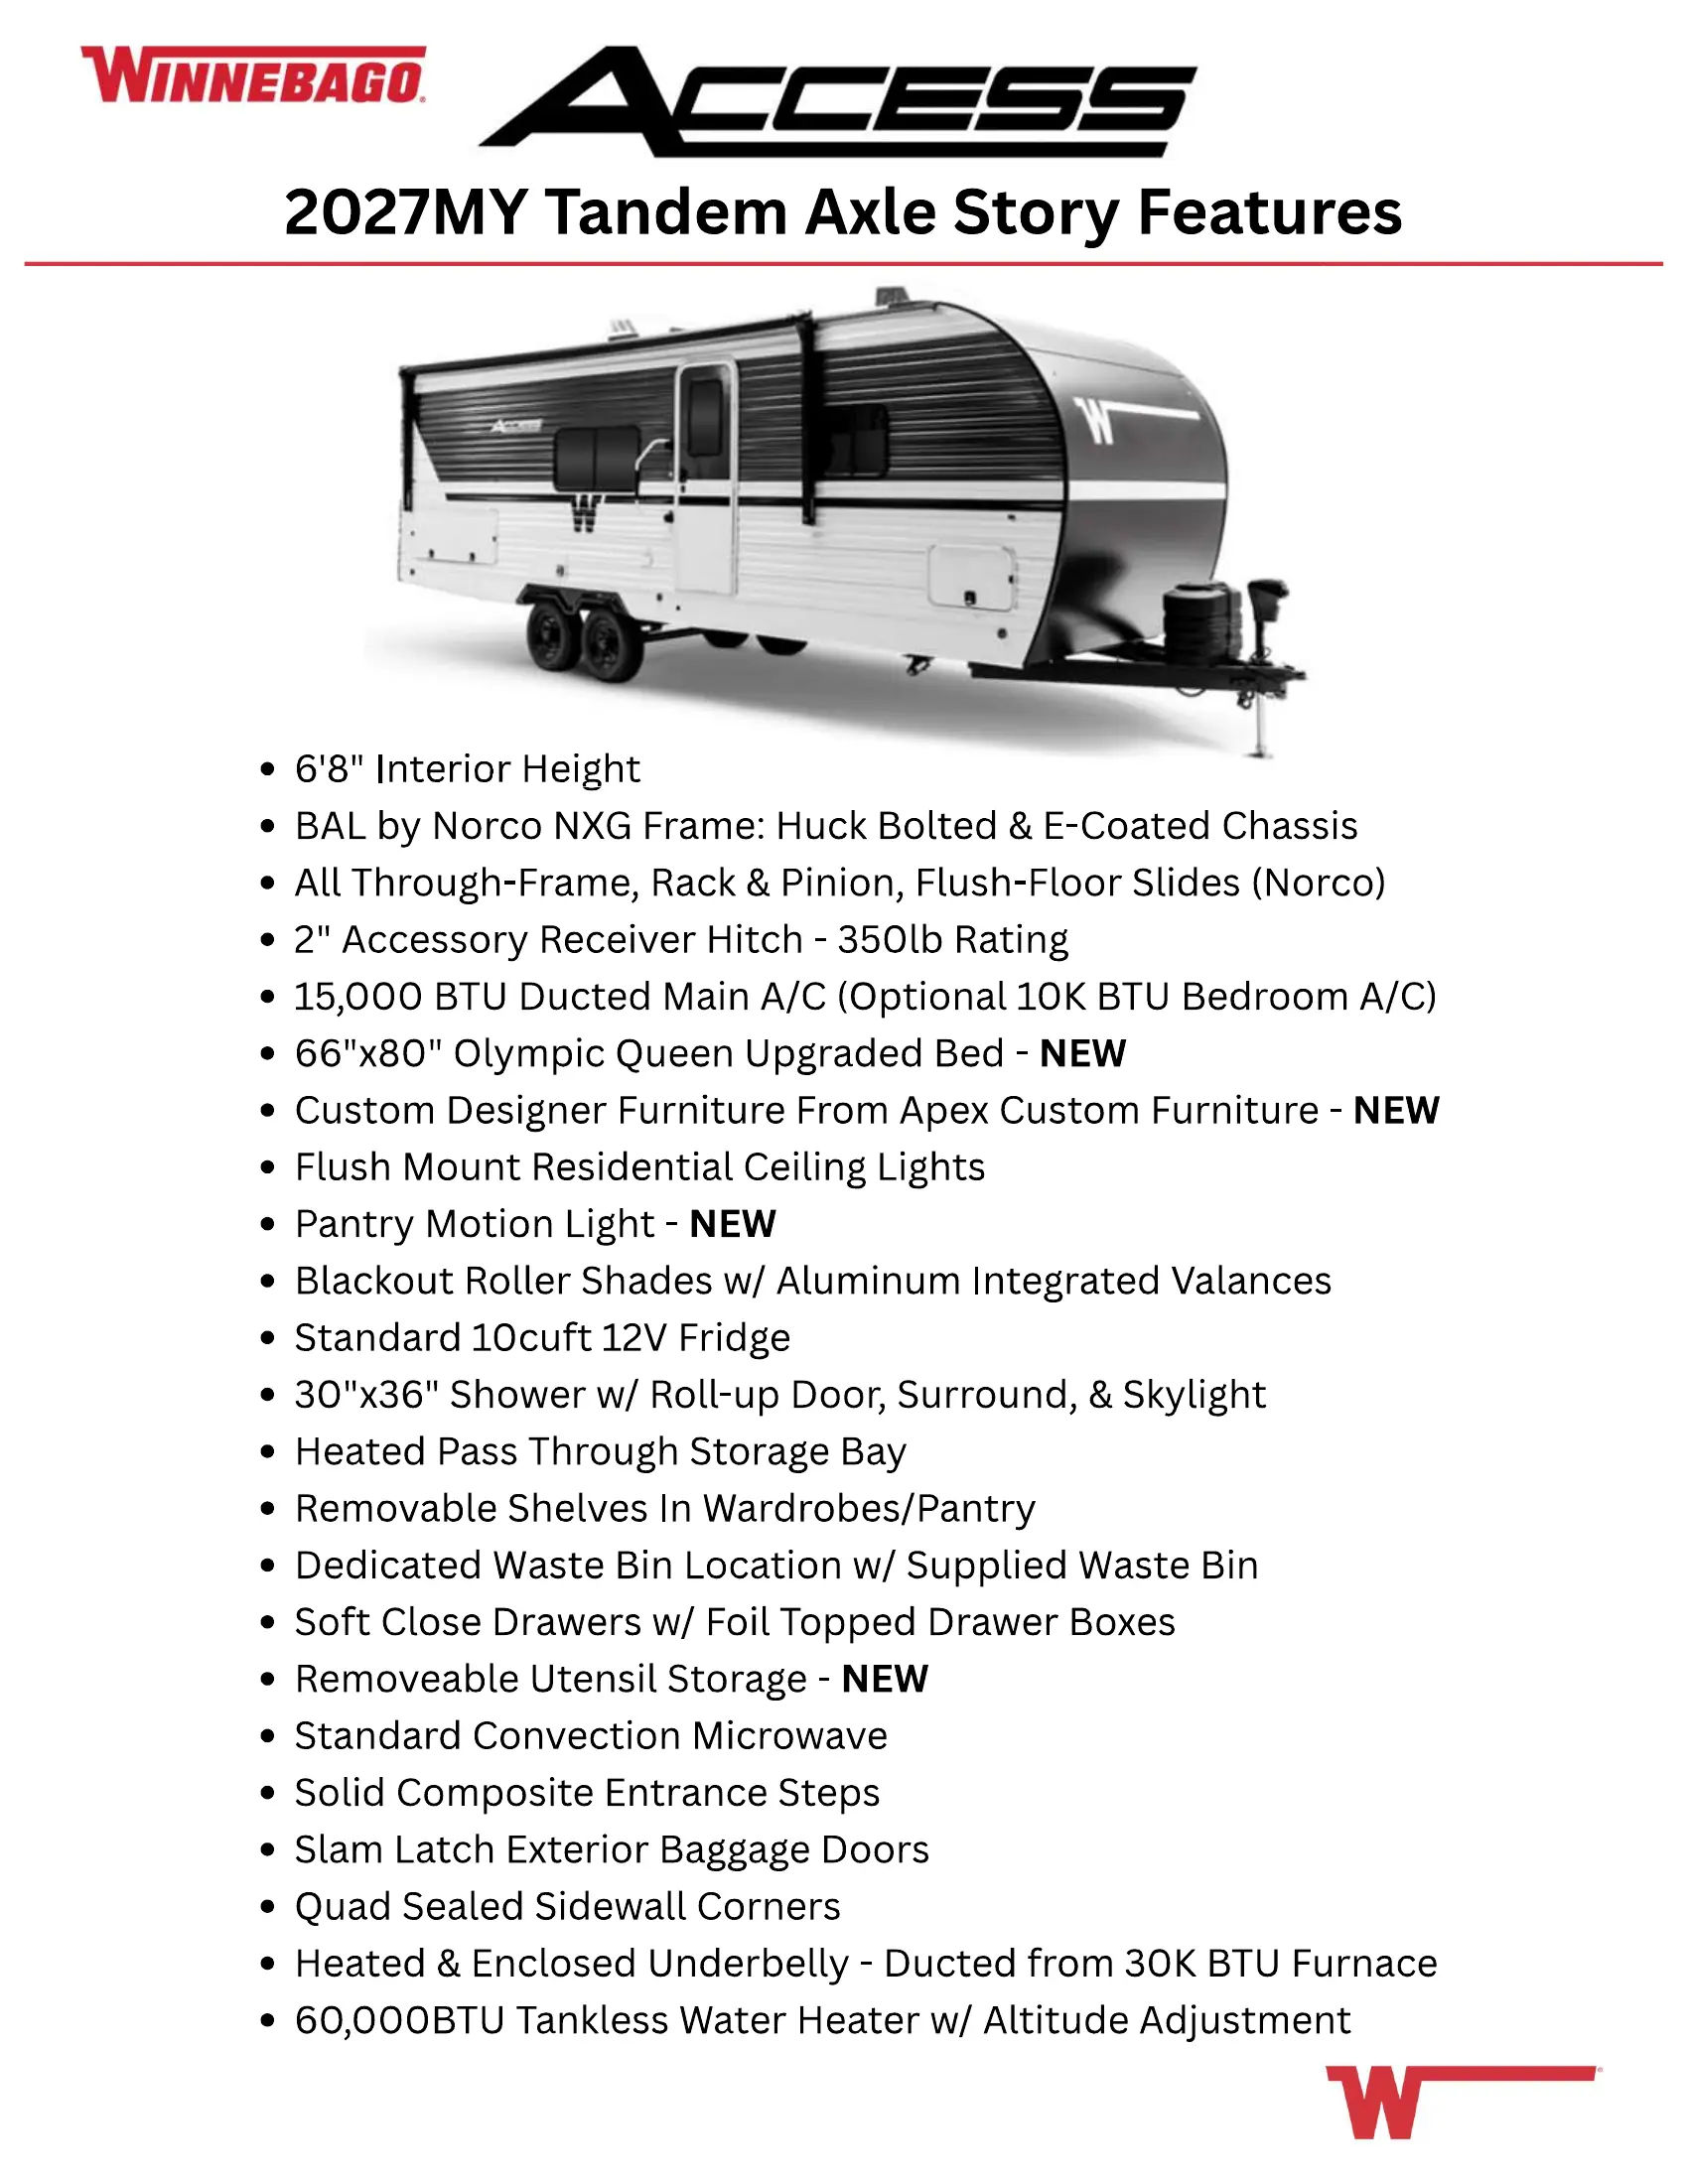 WINNEBAGO
ACCESS
2027MY Tandem Axle Story Features
ACCESS
W
W
• 6'8" Interior Height
• BAL by Norco NXG Frame: Huck Bolted & E-Coated Chassis
• All Through-Frame, Rack & Pinion, Flush-Floor Slides (Norco)
• 2" Accessory Receiver Hitch - 350lb Rating
• 15,000 BTU Ducted Main A/C (Optional 10K BTU Bedroom A/C)
• 66"x80" Olympic Queen Upgraded Bed - NEW
• Custom Designer Furniture From Apex Custom Furniture - NEW
• Flush Mount Residential Ceiling Lights
• Pantry Motion Light - NEW
• Blackout Roller Shades w/ Aluminum Integrated Valances
• Standard 10cuft 12V Fridge
• 30"x36" Shower w/ Roll-up Door, Surround, & Skylight
• Heated Pass Through Storage Bay
• Removable Shelves In Wardrobes/Pantry
• Dedicated Waste Bin Location w/ Supplied Waste Bin
• Soft Close Drawers w/ Foil Topped Drawer Boxes
• Removeable Utensil Storage - NEW
• Standard Convection Microwave
• Solid Composite Entrance Steps
• Slam Latch Exterior Baggage Doors
• Quad Sealed Sidewall Corners
• Heated & Enclosed Underbelly - Ducted from 30K BTU Furnace
• 60,000BTU Tankless Water Heater w/ Altitude Adjustment
W